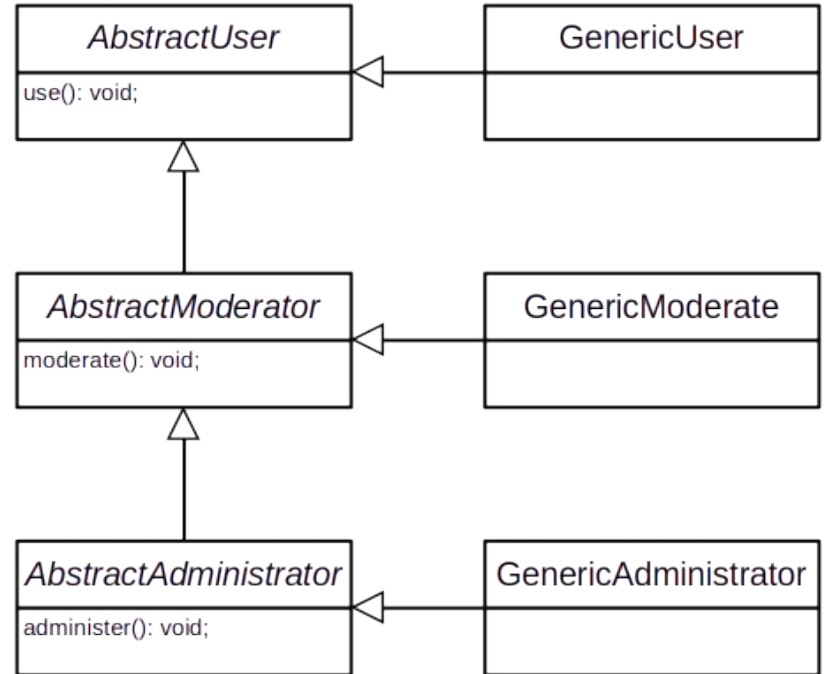 AbstractUser
use(): void;
GenericUser
AbstractModerator
moderate(): void;
GenericModerate
AbstractAdministrator
administer(): void;
GenericAdministrator